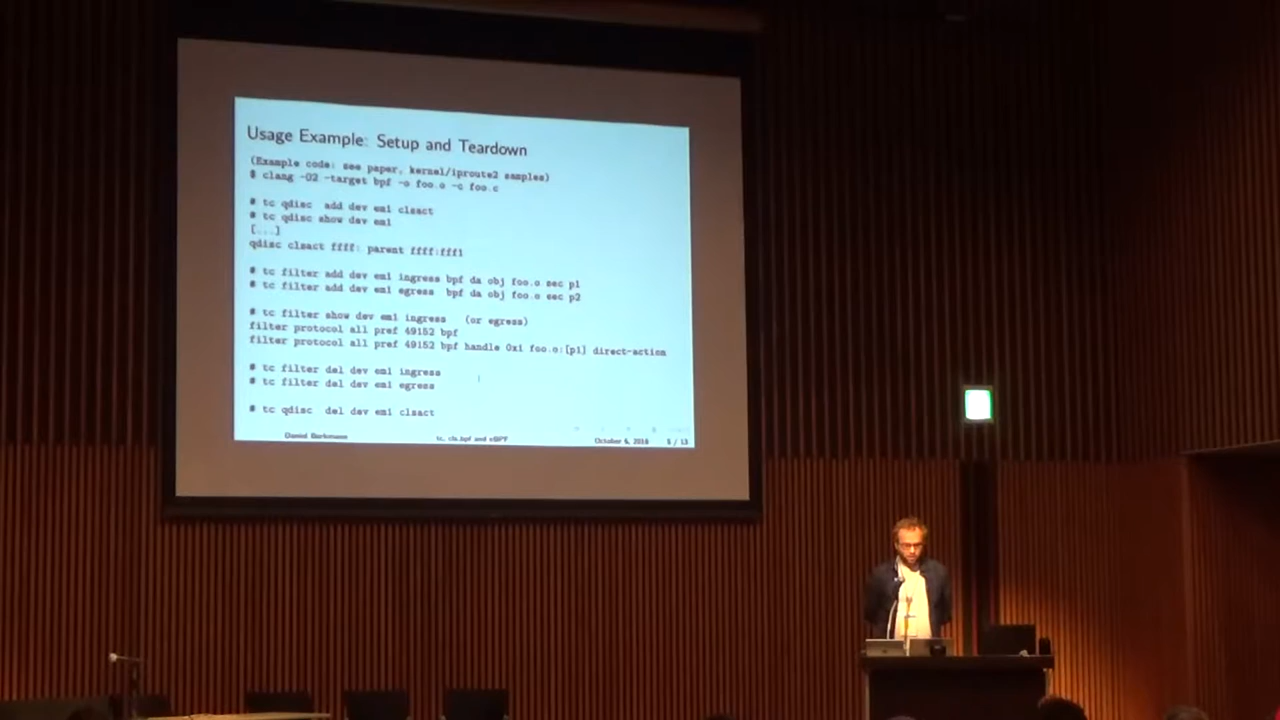 Usage Example: Setup and Teardown
(Example code: see paper, kernel/iproute2 samples)
$ clang -O2 -target bpf -o foo.o -c foo.c
# tc qdisc add dev em1 clsact
# tc qdisc show dev em1
[...]
qdisc clsact ffff: parent ffff:fff1
# tc filter add dev em1 ingress bpf da obj foo.o sec p1
# tc filter add dev em1 egress bpf da obj foo.o sec p2
# tc filter show dev em1 ingress (or egress)
filter protocol all pref 49152 bpf
filter protocol all pref 49152 bpf handle 0x1 foo.o:[p1] direct-action
# tc filter del dev em1 ingress
# tc filter del dev em1 egress
# tc qdisc del dev em1 clsact
Daniel Borkmann tc, cls_bpf and eBPF October 6, 2016 5 / 13